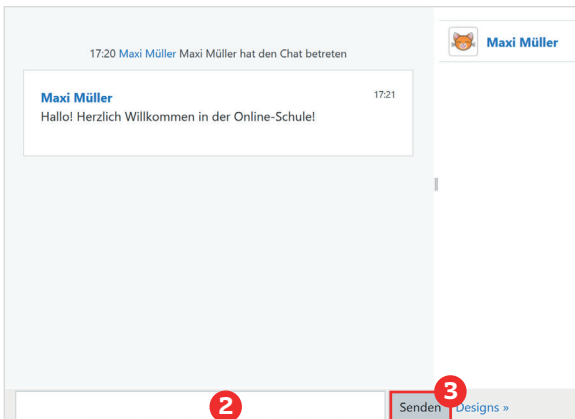 17:20 Maxi Müller Maxi Müller hat den Chat betreten
Maxi Müller
Maxi Müller 17:21
Hallo! Herzlich Willkommen in der Online-Schule!
2
3
Senden
Designs »